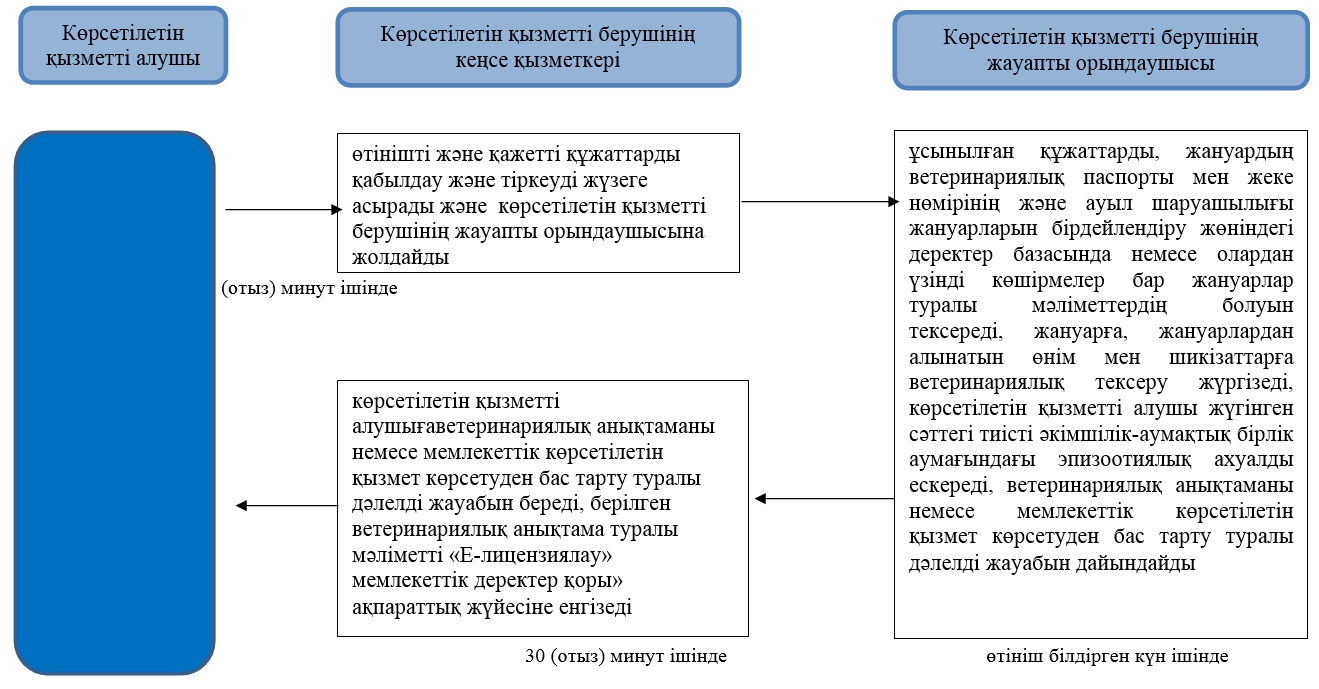 Көрсетілетін
қызметті алушы
Көрсетілетін қызметті берушінің
кеңсе қызметкері
Көрсетілетін қызметті берушінің
жауапты орындаушысы
өтінішті және қажетті құжаттарды
қабылдау және тіркеуді жүзеге
асырады және көрсетілетін қызметті
берушінің жауапты орындаушысына
жолдайды
(отыз) минут ішінде
ұсынылған құжаттарды, жануардың
ветеринариялық паспорты мен жеке
нөмірінің және ауыл шаруашылығы
жануарларын бірдейлендіру жөніндегі
деректер базасында немесе олардан
үзінді көшірмелер бар жануарлар
туралы мәліметтердің болуын
тексереді, жануарға, жануарлардан
алынатын өнім мен шикізаттарға
ветеринариялық тексеру жүргізеді,
көрсетілетін қызметті алушы жүгінген
сәттегі тиісті әкімшілік-аумақтық бірлік
аумағындағы эпизоотиялық ахуалды
ескереді, ветеринариялық анықтаманы
немесе мемлекеттік көрсетілетін
қызмет көрсетуден бас тарту туралы
дәлелді жауабын дайындайды
өтініш білдірген күн ішінде
көрсетілетін қызметті
алушығаветеринариялық анықтаманы
немесе мемлекеттік көрсетілетін
қызмет көрсетуден бас тарту туралы
дәлелді жауабын береді, берілген
ветеринариялық анықтама туралы
мәліметті «Е-лицензиялау»
мемлекеттік деректер қоры»
ақпараттық жүйесіне енгізеді
30 (отыз) минут ішінде